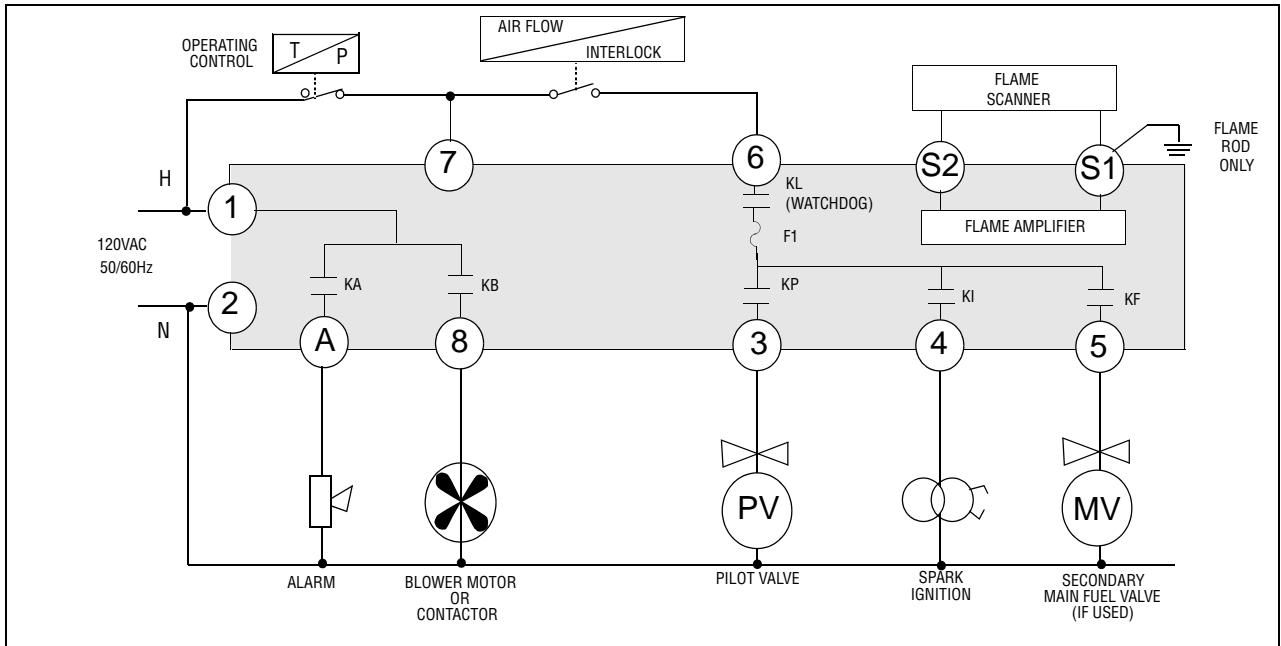 AIR FLOW
INTERLOCK
OPERATING
CONTROL
T
P
FLAME
SCANNER
FLAME
ROD
ONLY
7
6
S2
S1
H
KL
(WATCHDOG)
1
FLAME AMPLIFIER
F1
120VAC
50/60Hz
KA
KB
KP
KI
KF
2
N
A
8
3
4
5
PV
MV
ALARM
BLOWER MOTOR
OR
CONTACTOR
PILOT VALVE
SPARK
IGNITION
SECONDARY
MAIN FUEL VALVE
(IF USED)